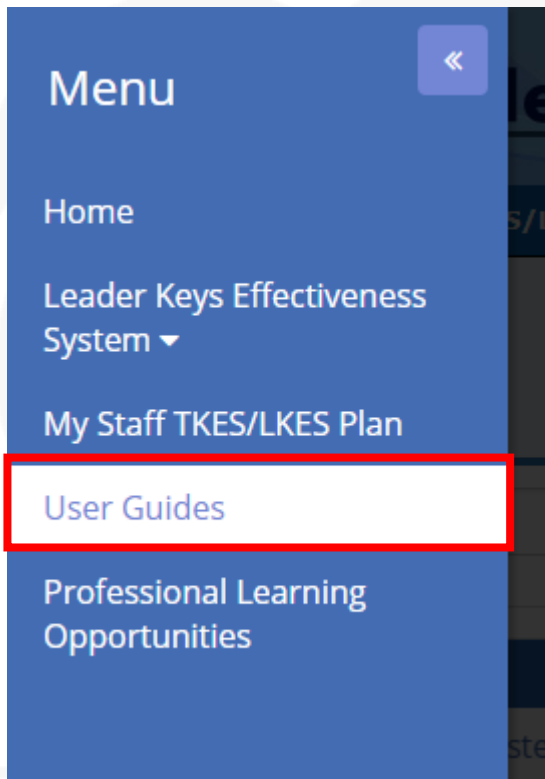 Menu
«
Home
Leader Keys Effectiveness
System
My Staff TKES/LKES Plan
User Guides
Professional Learning
Opportunities